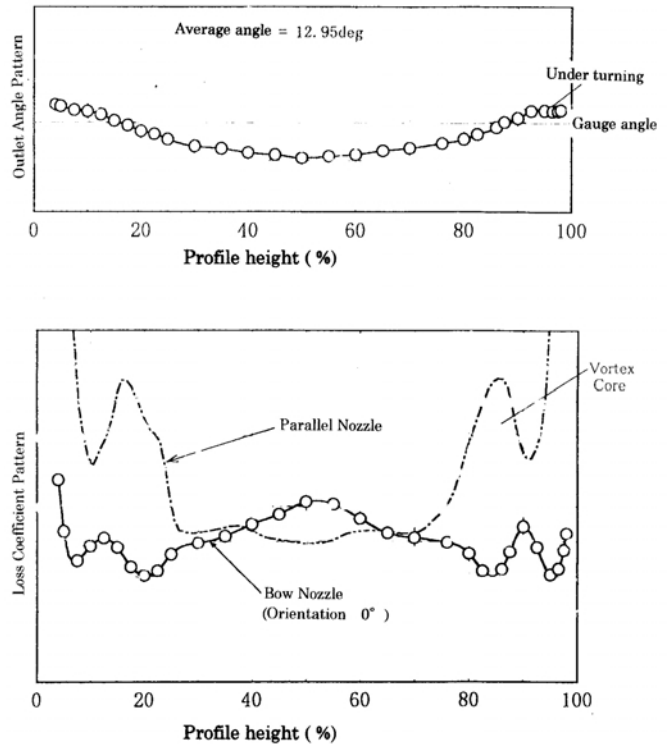 Average angle = 12.95deg
Outlet Angle Pattern
Under turning
Gauge angle
0
20
40
60
80
100
Profile height ( % )
Loss Coefficient Pattern
Vortex
Core
Parallel Nozzle
Bow Nozzle
(Orientation 0° )
0
20
40
60
80
100
Profile height ( % )